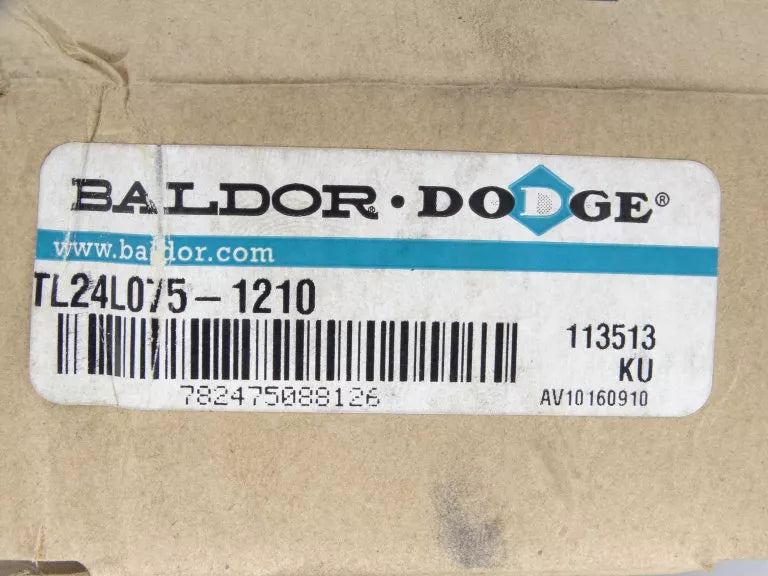 BALDOR®•DODGE®
www.baldor.com
TL24L075-1210
113513
782475088126
KU
AV10160910